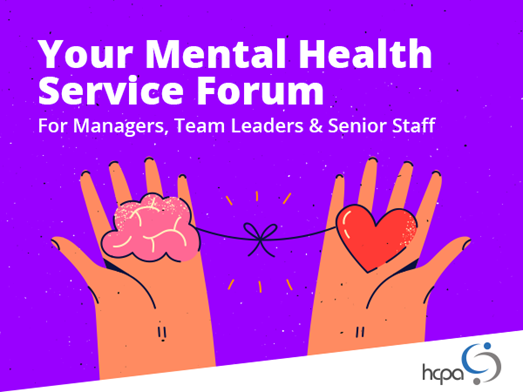 Your Mental Health
Service Forum
For Managers, Team Leaders & Senior Staff
hcpa